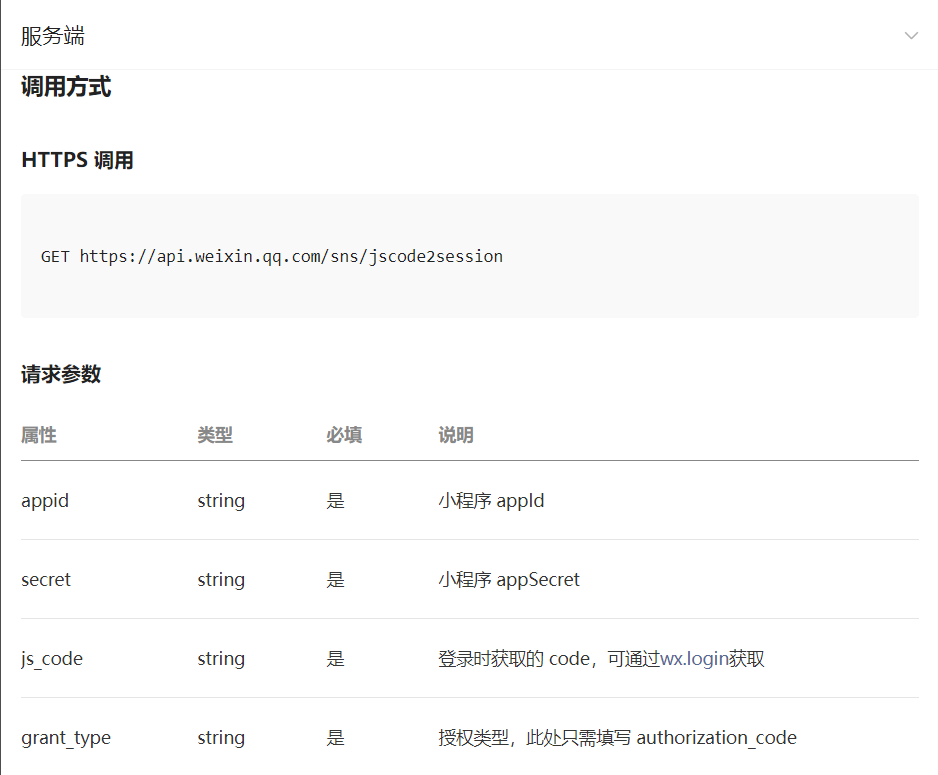 服务端
调用方式
HTTPS 调用
GET https://api.weixin.qq.com/sns/jscode2session
请求参数
属性 类型 必填 说明
appid string 是 小程序 appId
secret string 是 小程序 appSecret
js_code string 是 登录时获取的 code，可通过wx.login获取
grant_type string 是 授权类型，此处只需填写 authorization_code